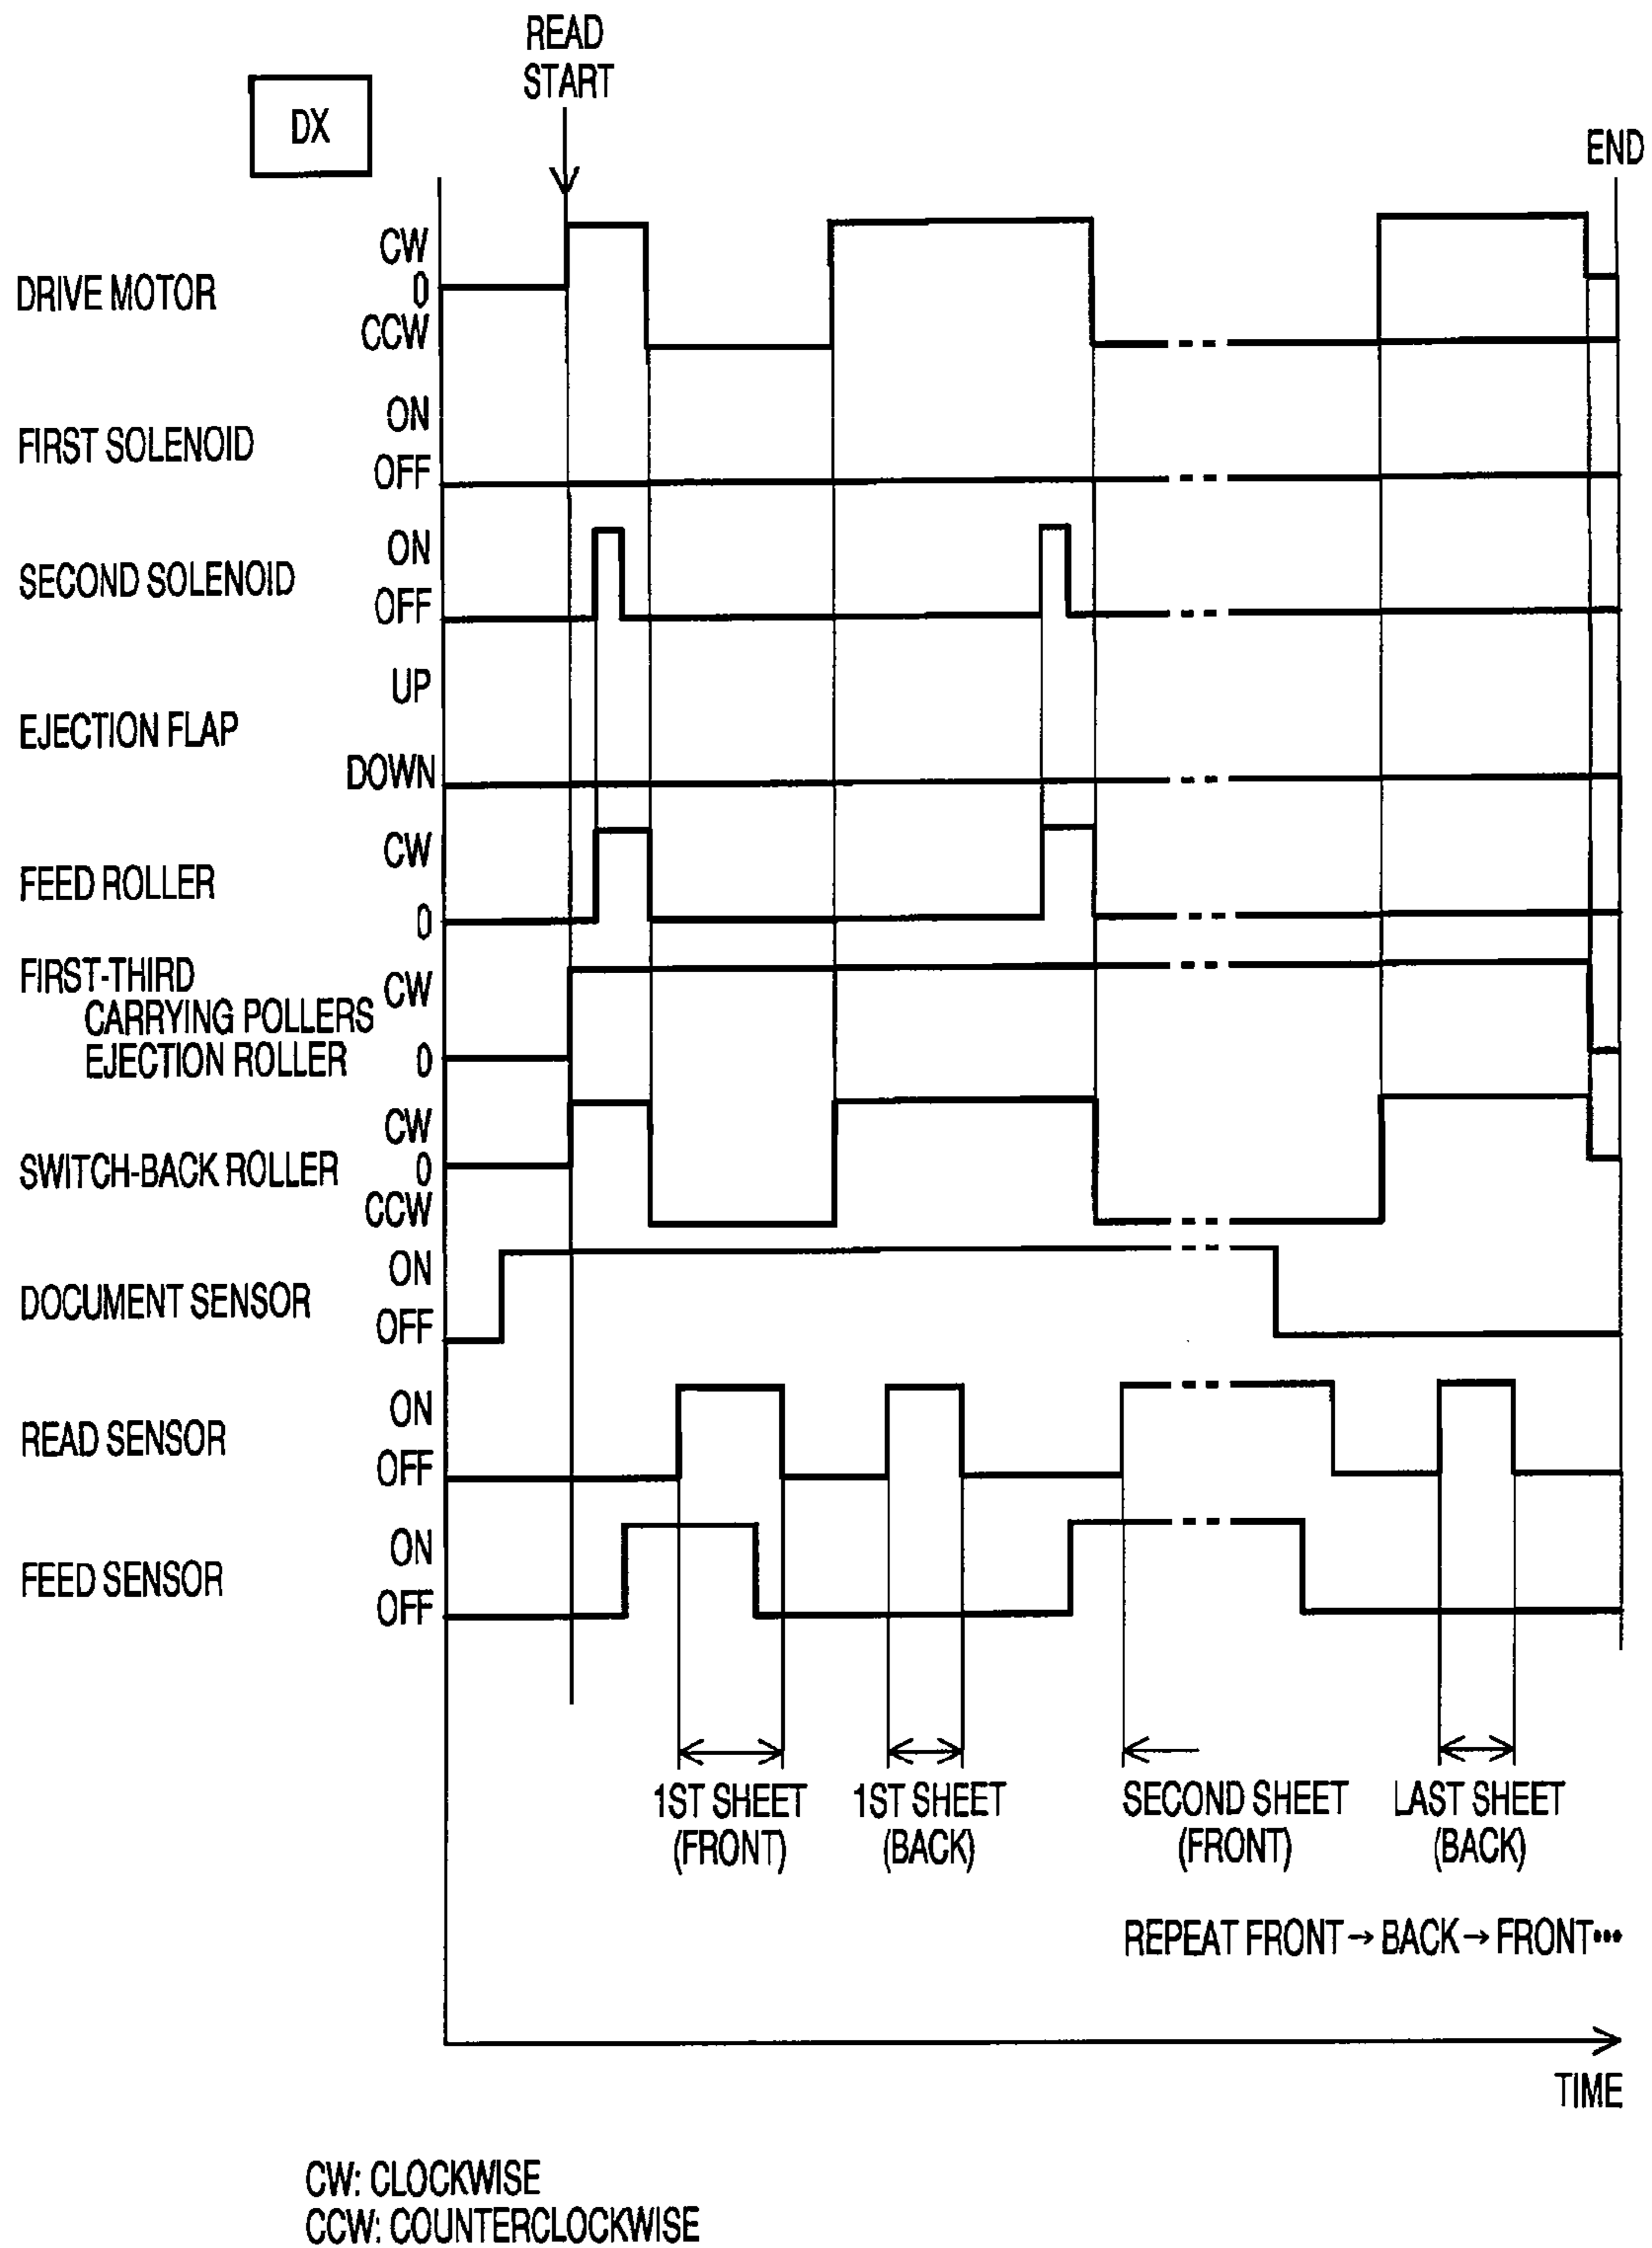 READ
START
DX
END
DRIVE MOTOR
CW
0
CCW
FIRST SOLENOID
ON
OFF
SECOND SOLENOID
ON
OFF
EJECTION FLAP
UP
DOWN
FEED ROLLER
CW
0
FIRST-THIRD
CARRYING POLLERS
EJECTION ROLLER
CW
0
SWITCH-BACK ROLLER
CW
0
CCW
DOCUMENT SENSOR
ON
OFF
READ SENSOR
ON
OFF
FEED SENSOR
ON
OFF
1ST SHEET
(FRONT)
1ST SHEET
(BACK)
SECOND SHEET
(FRONT)
LAST SHEET
(BACK)
REPEAT FRONT→BACK→FRONT•••
TIME
CW: CLOCKWISE
CCW: COUNTERCLOCKWISE